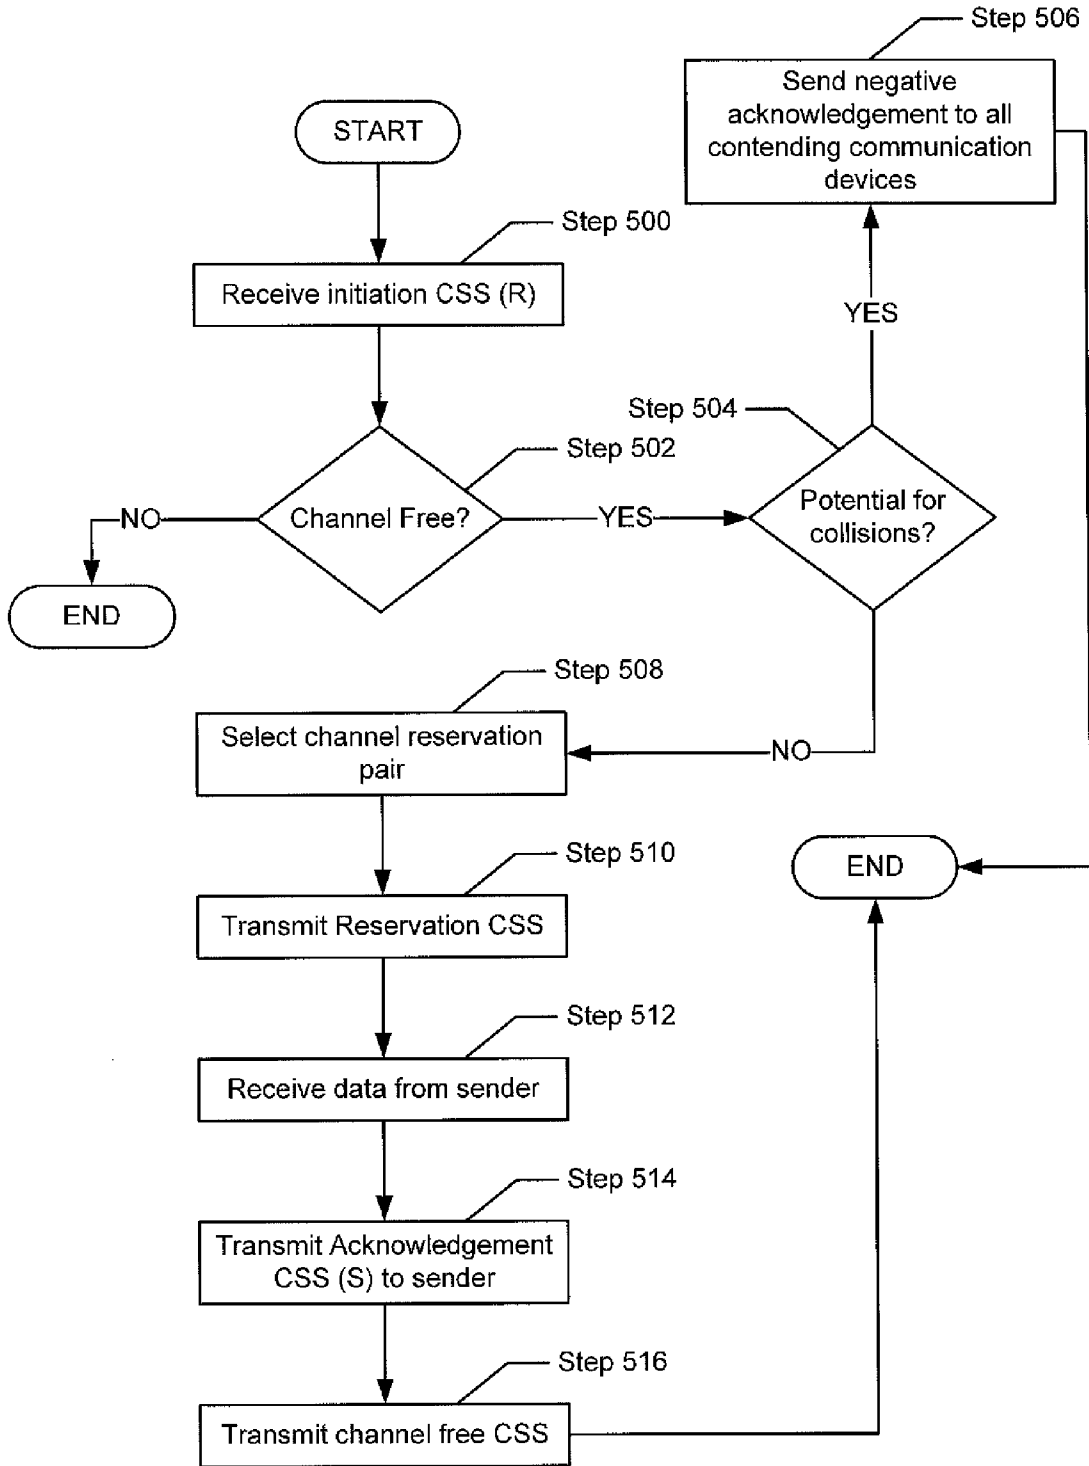 Step 506
Send negative
acknowledgement to all
contending communication
devices
START
Step 500
Receive initiation CSS (R)
YES
Step 504
Step 502
Channel Free?
NO
YES
Potential for
collisions?
END
Step 508
Select channel reservation
pair
NO
Step 510
END
Transmit Reservation CSS
Step 512
Receive data from sender
Step 514
Transmit Acknowledgement
CSS (S) to sender
Step 516
Transmit channel free CSS